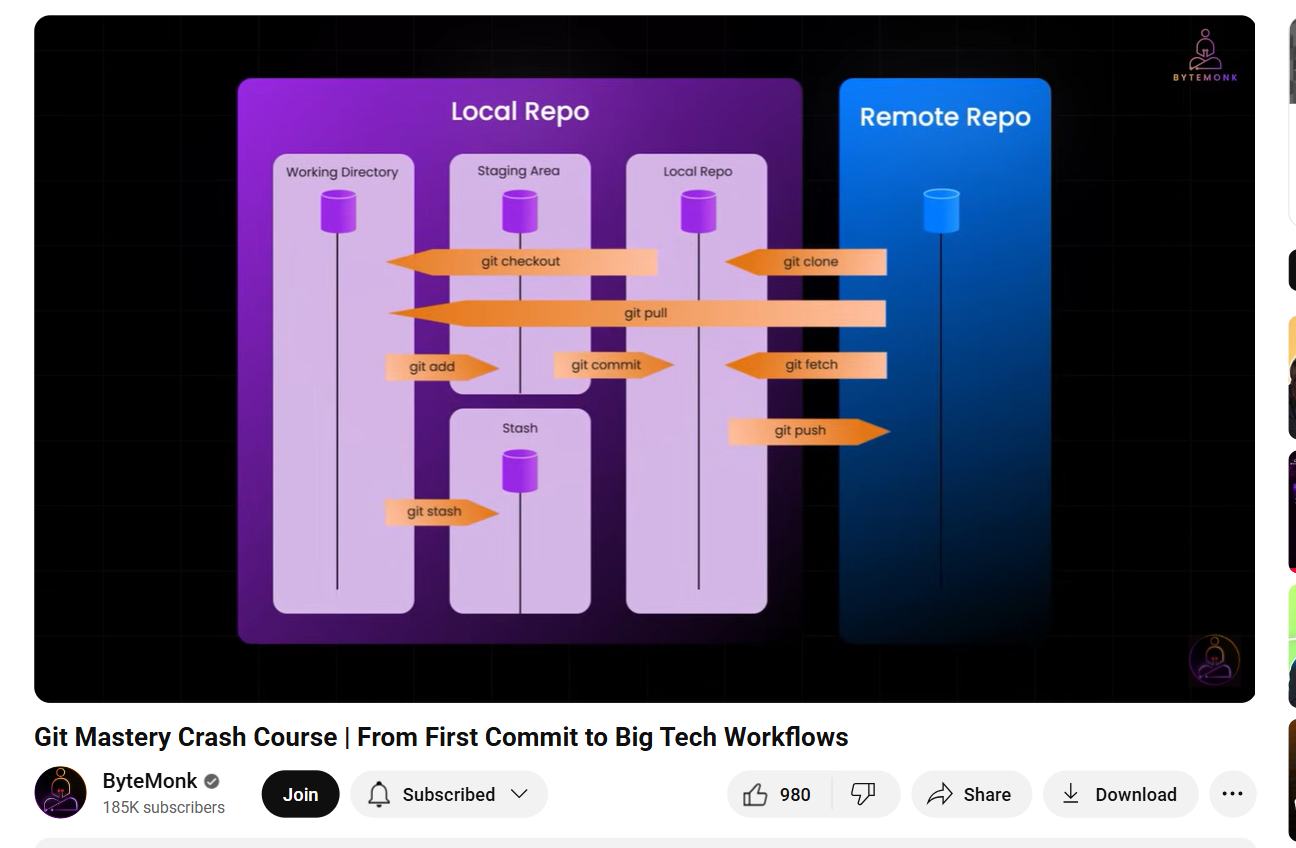 BYTEMONK
Local Repo
Remote Repo
Working Directory
Staging Area
Local Repo
git checkout
git clone
git pull
git add
git commit
git fetch
Stash
git push
git stash
Git Mastery Crash Course | From First Commit to Big Tech Workflows
ByteMonk
185K subscribers
Join
Subscribed
980
Share
Download